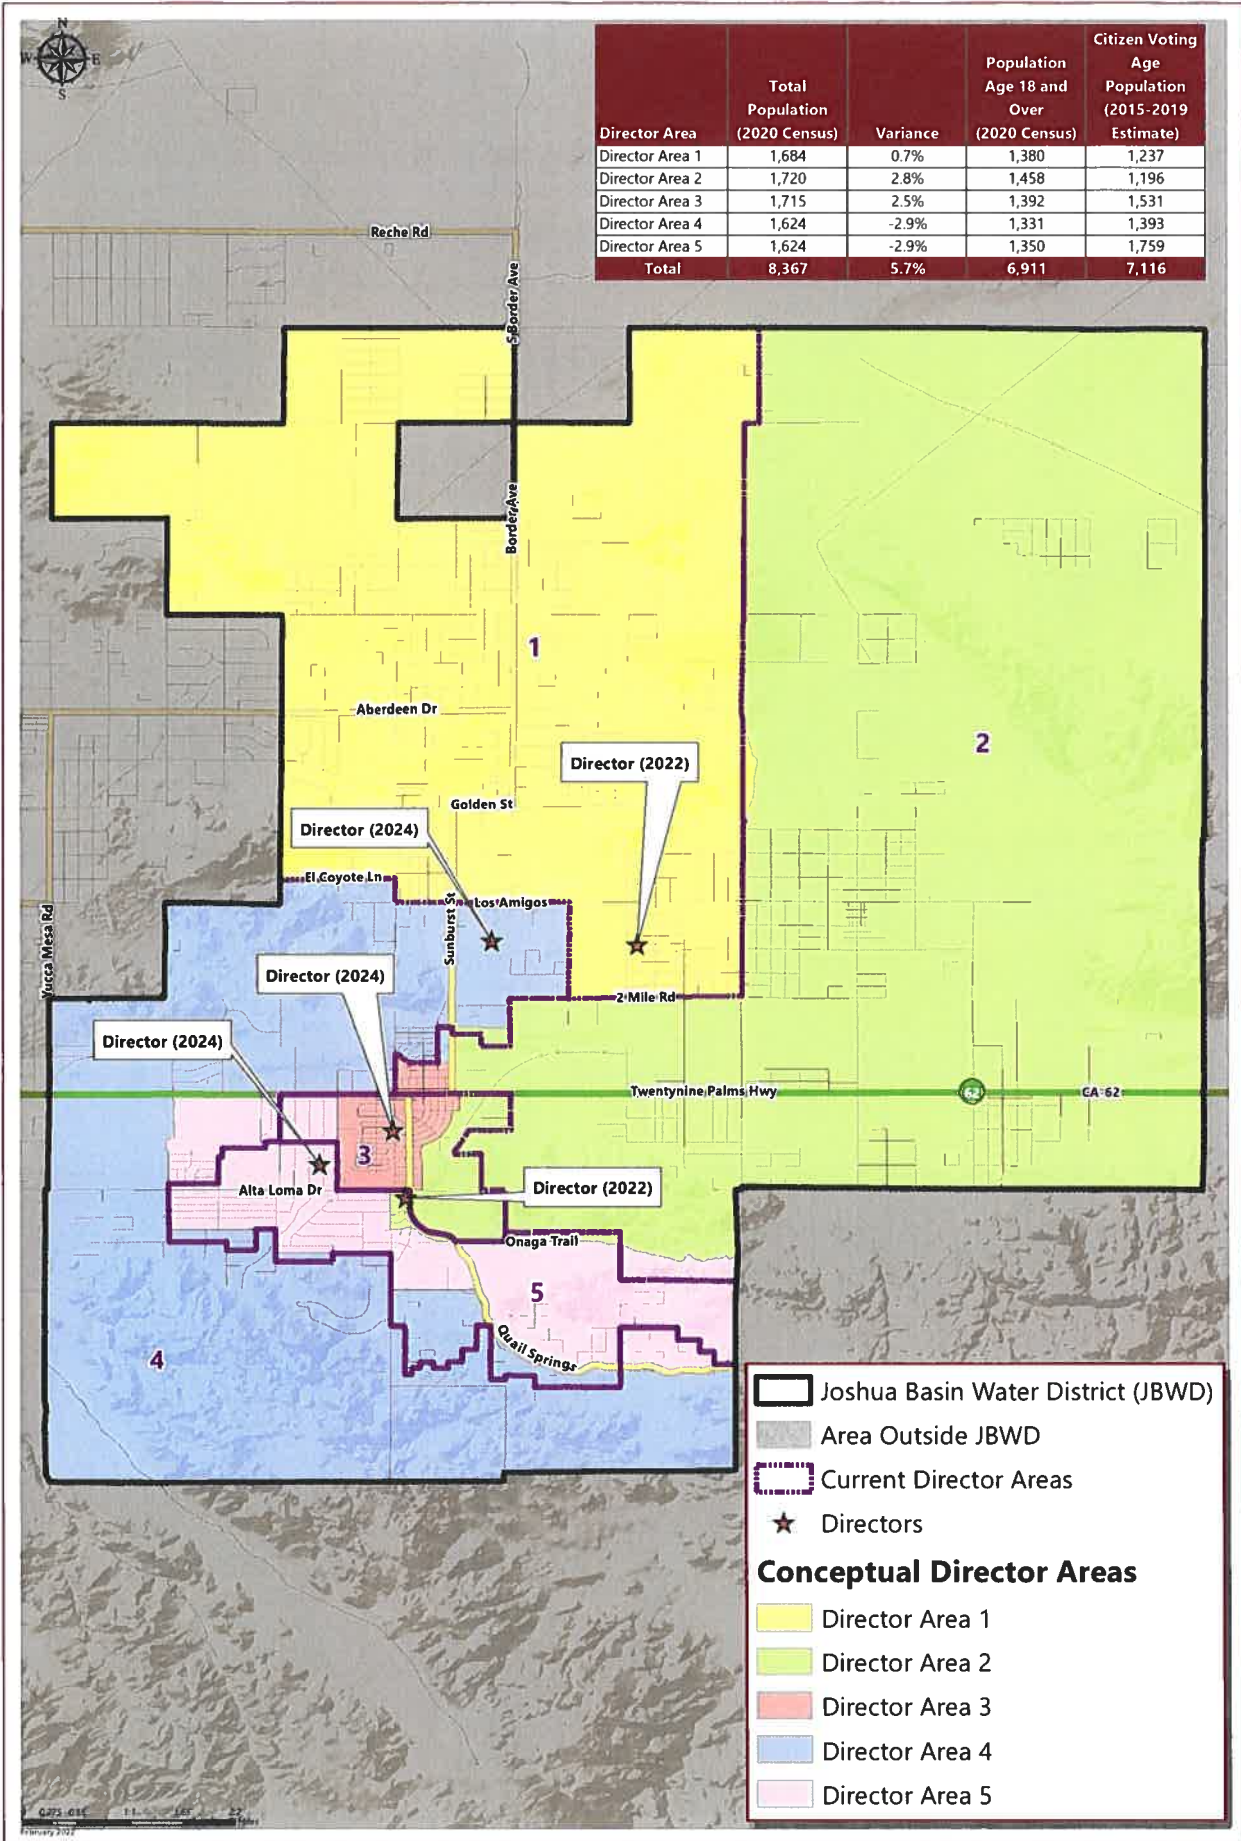 N
W E
S
Director Area
Total Population (2020 Census)
Variance
Population Age 18 and Over (2020 Census)
Citizen Voting Age Population (2015-2019 Estimate)
Director Area 1 1,684 0.7% 1,380 1,237
Director Area 2 1,720 2.8% 1,458 1,196
Director Area 3 1,715 2.5% 1,392 1,531
Director Area 4 1,624 -2.9% 1,331 1,393
Director Area 5 1,624 -2.9% 1,350 1,759
Total 8,367 5.7% 6,911 7,116
Reche Rd
S Border Ave
Border Ave
1
Aberdeen Dr
2
Director (2022)
Golden St
Director (2024)
El Coyote Ln
Los Amigos
Sunburst St
Yucca Mesa Rd
Director (2024)
2 Mile Rd
Director (2024)
Twentynine Palms Hwy
62
CA-62
3
Alta Loma Dr
Director (2022)
Onaga Trail
5
Quail Springs
4
Joshua Basin Water District (JBWD)
Area Outside JBWD
Current Director Areas
Directors
Conceptual Director Areas
Director Area 1
Director Area 2
Director Area 3
Director Area 4
Director Area 5
February 2022